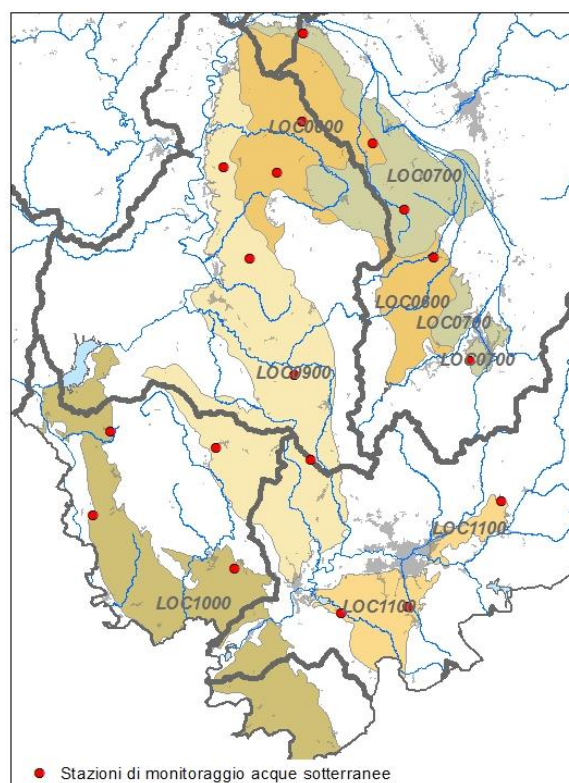 LOC0600
LOC0700
LOC0600
LOC0700
LOC0700
LOC0900
LOC1100
LOC1000
LOC1100
Stazioni di monitoraggio acque sotterranee